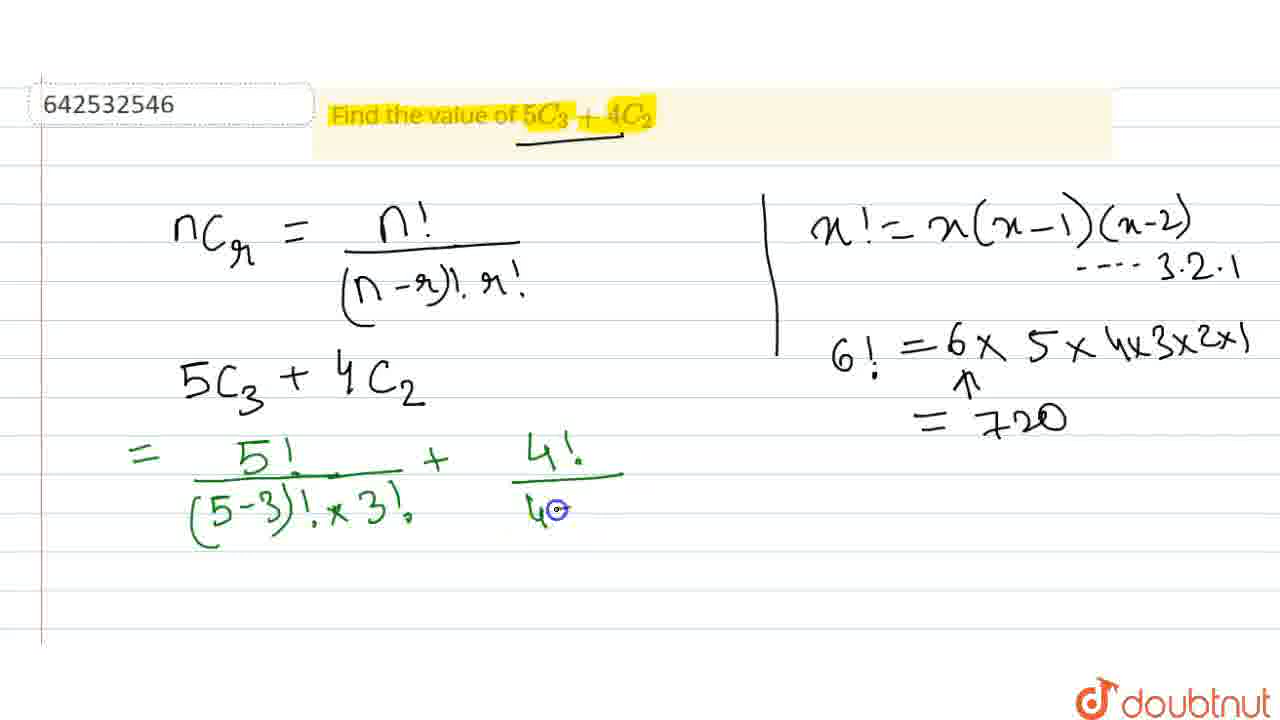 642532546
Find the value of 5C₃ + 4C₂
nCr = n! / (n-r)! r!
x! = x(x-1)(x-2)
---- 3.2.1
6! = 6 x 5 x 4x3x2x1
↑
= 720
5C₃ + 4C₂
= 5! / (5-3)! x 3! + 4! / 4
doubtnut